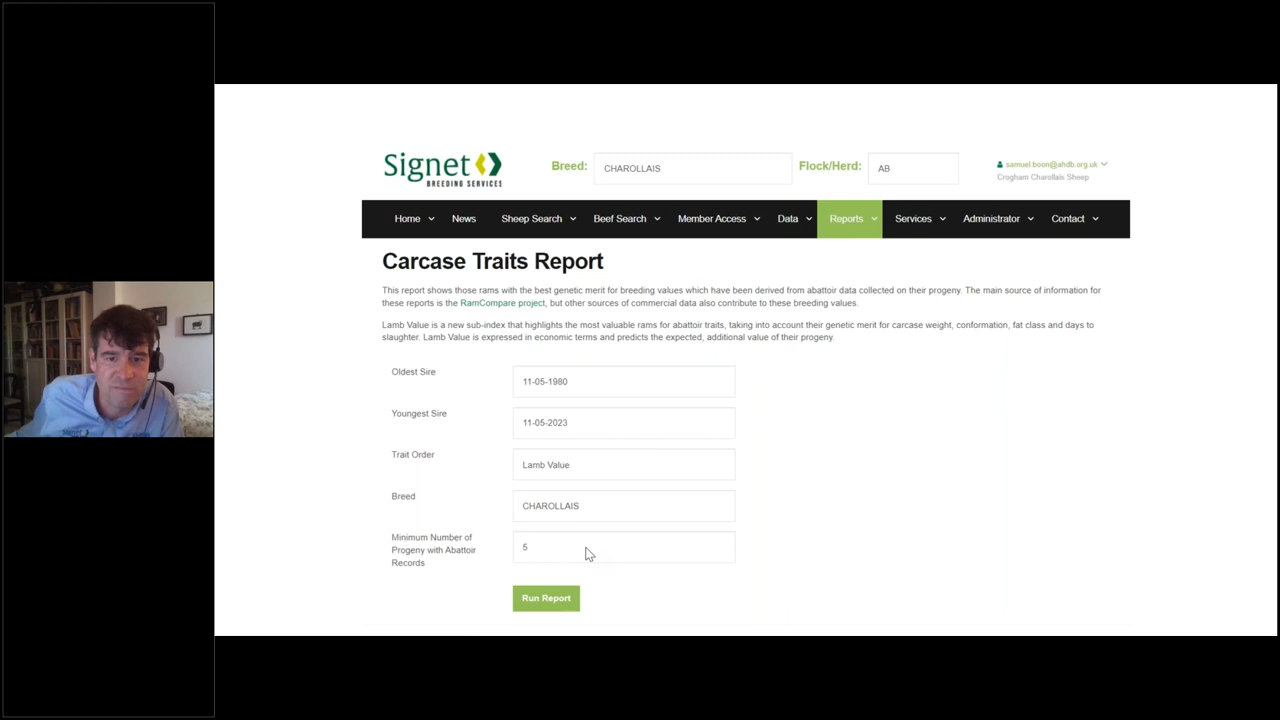 Signet
BREEDING SERVICES
Breed:
CHAROLLAIS
Flock/Herd:
AB
samuel.boon@ahdb.org.uk
Crogham Charollais Sheep
Home
News
Sheep Search
Beef Search
Member Access
Data
Reports
Services
Administrator
Contact
Carcase Traits Report
This report shows those rams with the best genetic merit for breeding values which have been derived from abattoir data collected on their progeny. The main source of information for
these reports is the RamCompare project, but other sources of commercial data also contribute to these breeding values.
Lamb Value is a new sub-index that highlights the most valuable rams for abattoir traits, taking into account their genetic merit for carcase weight, conformation, fat class and days to
slaughter. Lamb Value is expressed in economic terms and predicts the expected, additional value of their progeny.
Oldest Sire
11-05-1980
Youngest Sire
11-05-2023
Trait Order
Lamb Value
Breed
CHAROLLAIS
Minimum Number of
Progeny with Abattoir
Records
5
Run Report
Signet